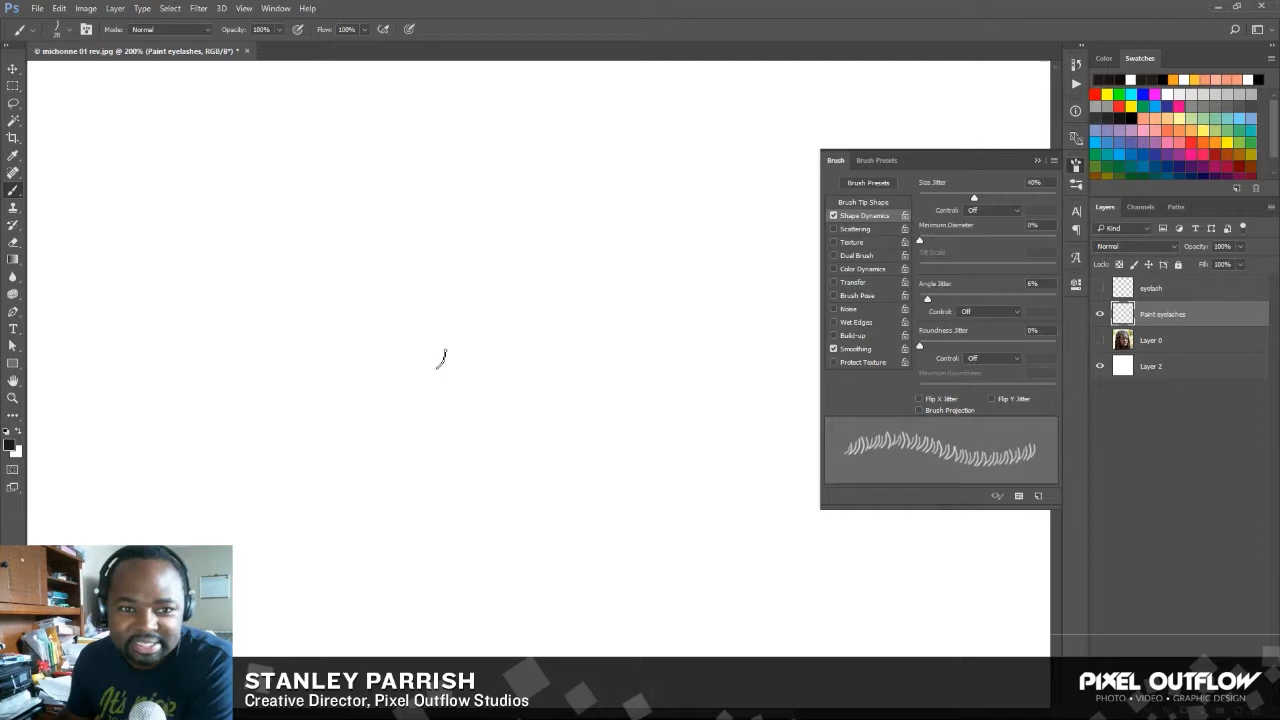 Ps File Edit Image Layer Type Select Filter 3D View Window Help
28 Mode: Normal Opacity: 100% Flow: 100%
© michonne 01 rev.jpg @ 200% (Paint eyelashes, RGB/8*) * ×
Color Swatches
Brush Brush Presets
Brush Presets Size Jitter 40%
Brush Tip Shape
Control: Off
Shape Dynamics
Minimum Diameter 0%
Scattering
Texture
Tilt Scale
Dual Brush
Color Dynamics
Transfer
Angle Jitter 6%
Brush Pose
Noise
Control: Off
Wet Edges
Roundness Jitter 0%
Build-up
Smoothing
Control: Off
Protect Texture
Minimum Roundness
Flip X Jitter Flip Y Jitter
Brush Projection
Layers Channels Paths
Kind
Normal Opacity: 100%
Lock: Fill: 100%
eyelash
Paint eyelashes
Layer 0
Layer 2
STANLEY PARRISH
Creative Director, Pixel Outflow Studios
PIXEL OUTFLOW
PHOTO • VIDEO • GRAPHIC DESIGN